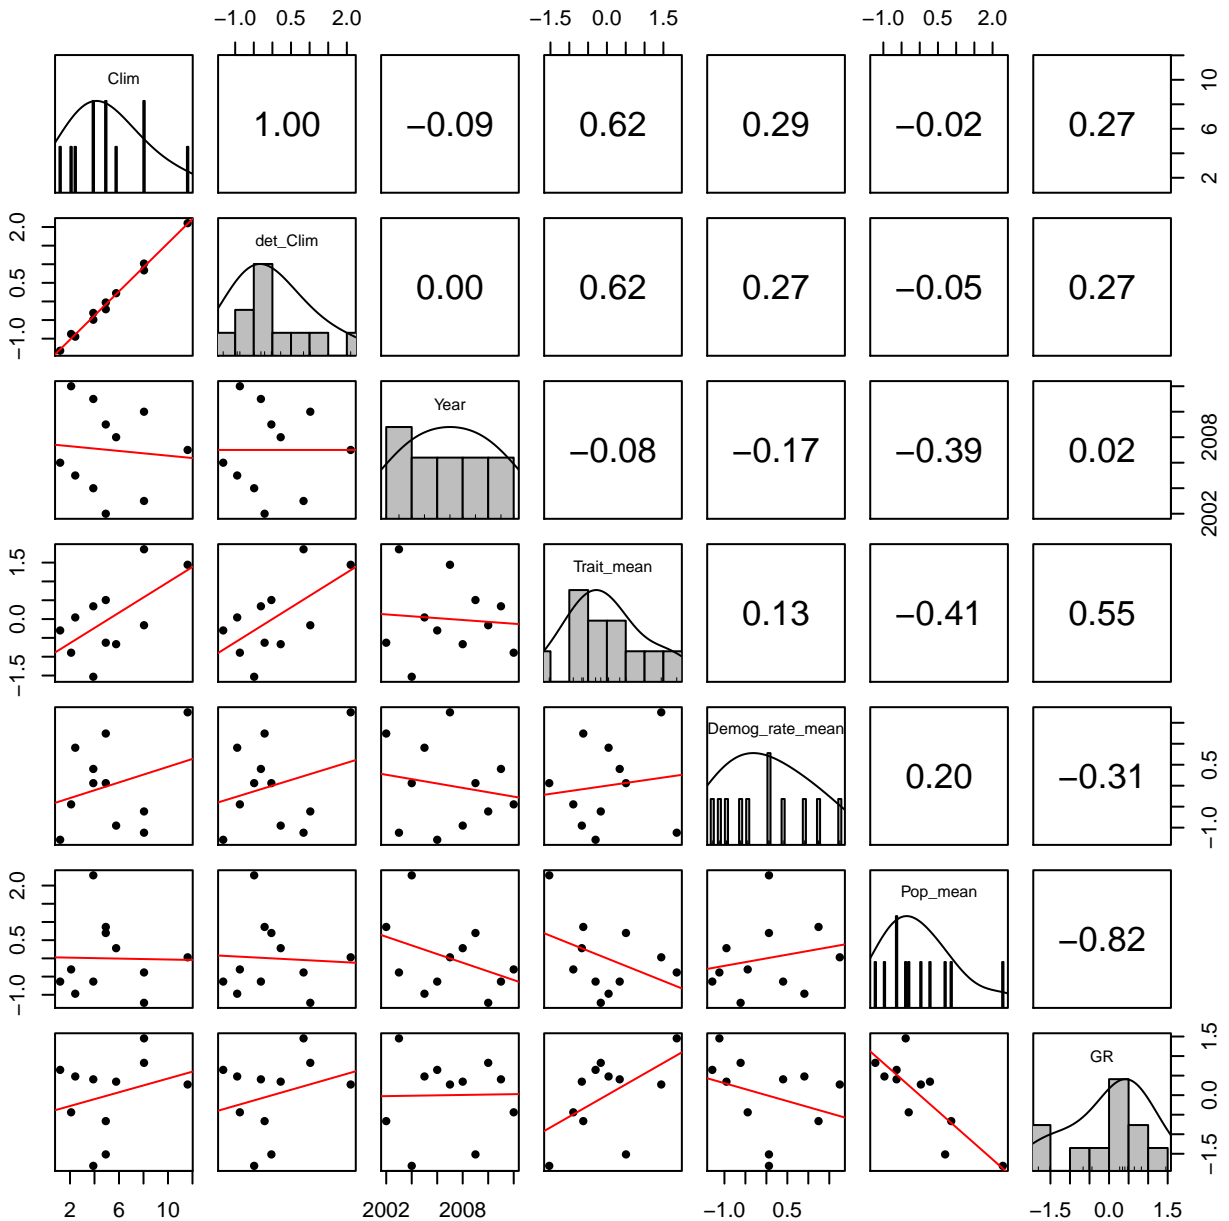 −1.0 0.5 2.0 −1.5 0.0 1.5 −1.0 0.5 2.0
Clim
1.00 −0.09 0.62 0.29 −0.02 0.27
2 6 10
det_Clim
0.00 0.62 0.27 −0.05 0.27
−1.0 0.5 2.0
Year
−0.08 −0.17 −0.39 0.02
2002 2008
Trait_mean
0.13 −0.41 0.55
−1.5 0.0 1.5
Demog_rate_mean
0.20 −0.31
−1.0 0.5
Pop_mean
−0.82
−1.0 0.5 2.0
GR
−1.5 0.0 1.5
2 6 10 2002 2008 −1.0 0.5 −1.5 0.0 1.5